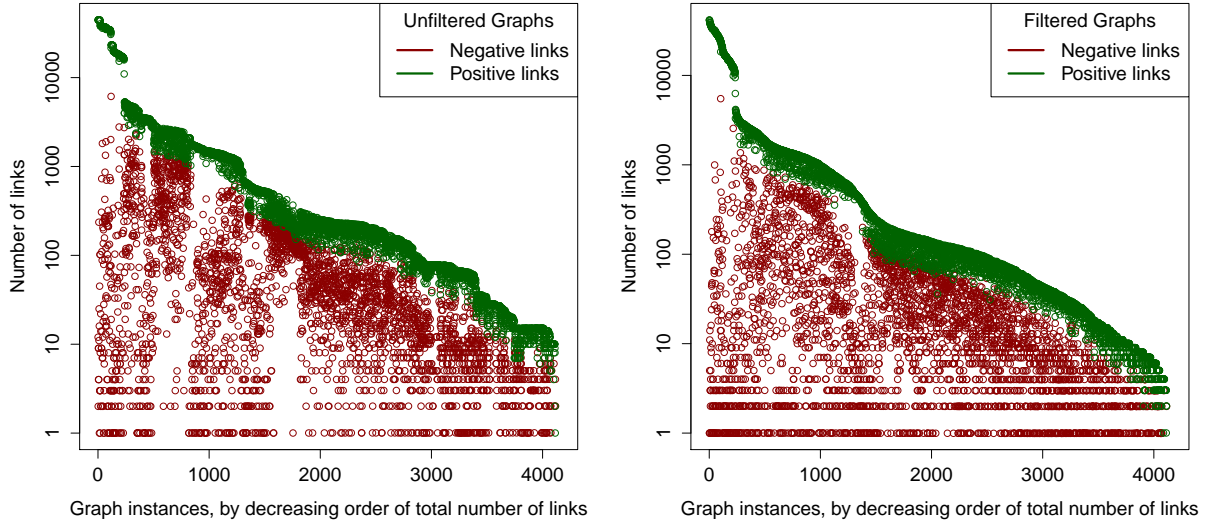 Unfiltered Graphs
Negative links
Positive links
Number of links
10000
1000
100
10
1
0
1000
2000
3000
4000
Graph instances, by decreasing order of total number of links
Filtered Graphs
Negative links
Positive links
Number of links
10000
1000
100
10
1
0
1000
2000
3000
4000
Graph instances, by decreasing order of total number of links